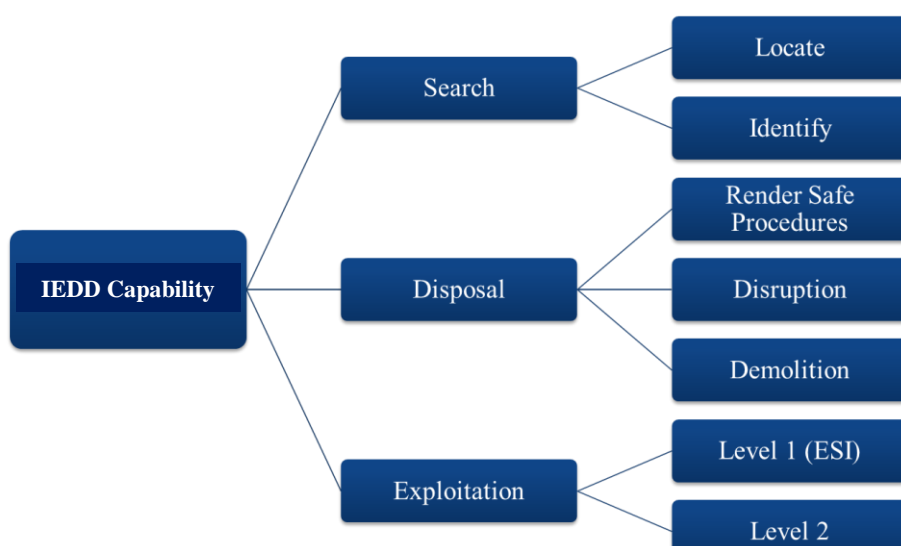 IEDD Capability
Search
Locate
Identify
Disposal
Render Safe
Procedures
Disruption
Demolition
Exploitation
Level 1 (ESI)
Level 2